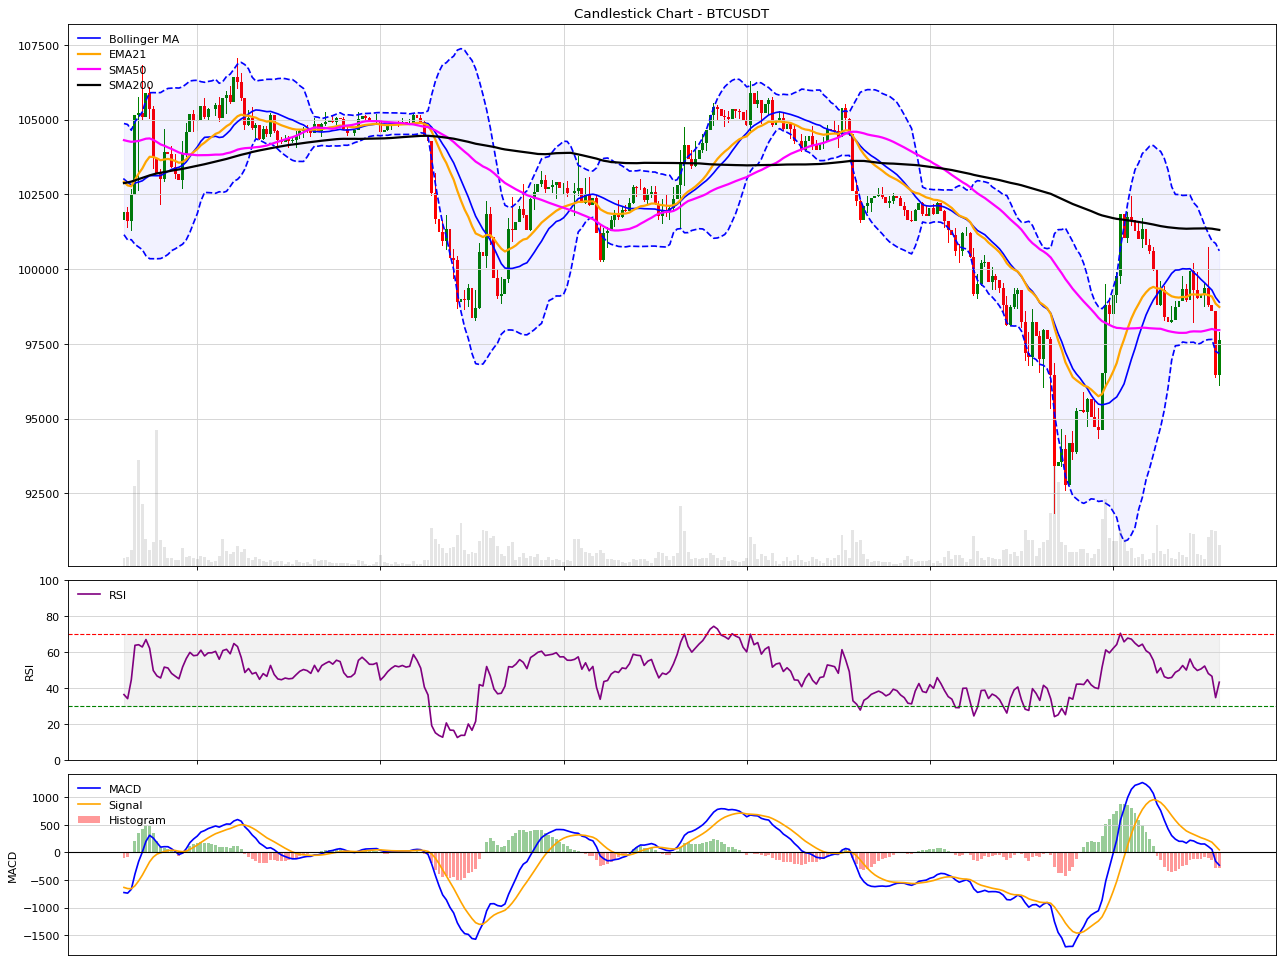 Candlestick Chart - BTCUSDT
Bollinger MA
EMA21
SMA50
SMA200
107500
105000
102500
100000
97500
95000
92500
RSI
100
80
60
40
20
0
RSI
MACD
Signal
Histogram
1000
500
0
−500
−1000
−1500
MACD